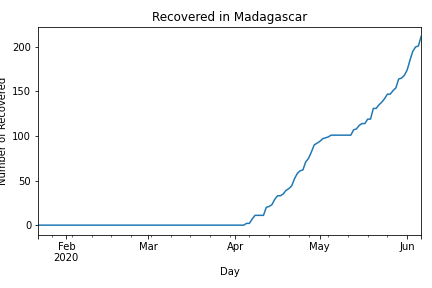 Recovered in Madagascar
Number of Recovered
200
150
100
50
0
Feb
2020
Mar
Apr
May
Jun
Day